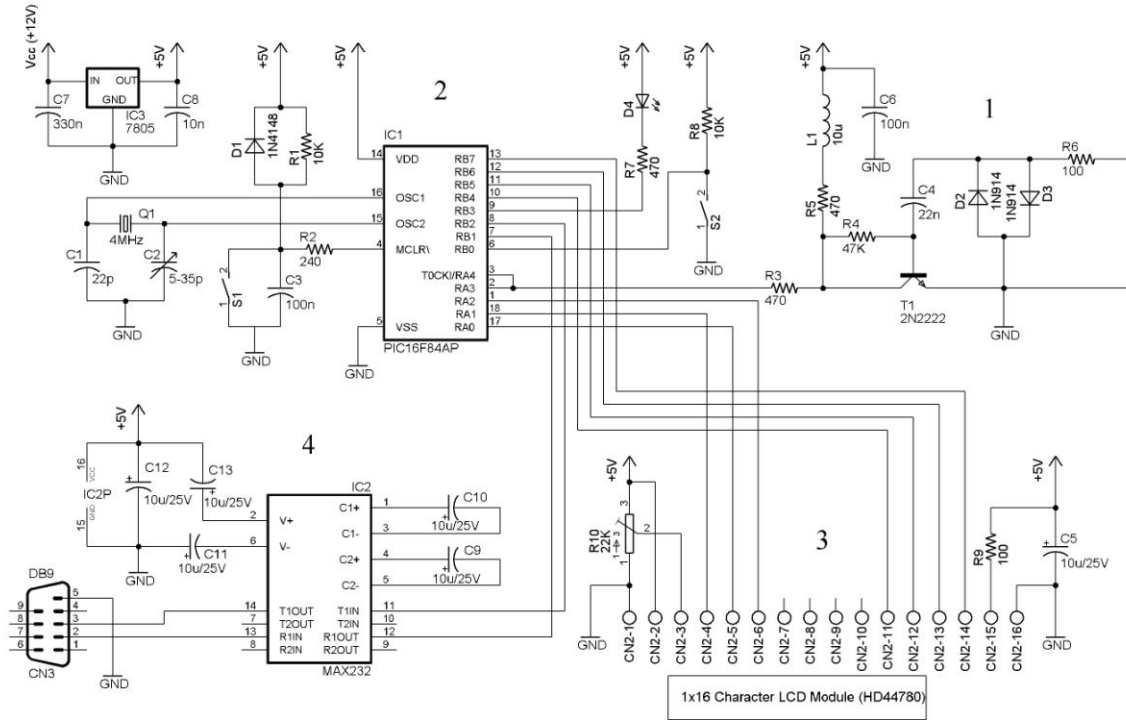 Vcc (+12V)
+5V
IN OUT
GND
IC3
7805
C7
330n
C8
10n
GND
+5V
D1
1N4148
R1
10K
+5V
2
IC1
14 VDD
16 OSC1
15 OSC2
4 MCLR\
5 VSS
RB7 13
RB6 12
RB5 11
RB4 10
RB3 9
RB2 8
RB1 7
RB0 6
T0CKI/RA4 3
RA3 2
RA2 1
RA1 18
RA0 17
PIC16F84AP
Q1
4MHz
C1
22p
C2
5-35p
GND
S1
1 2
R2
240
C3
100n
GND
GND
+5V
D4
R7
470
+5V
R8
10K
S2
1 2
GND
+5V
L1
10u
C6
100n
GND
1
R5
470
R4
47K
C4
22n
D2
1N914
1N914
D3
R6
100
R3
470
T1
2N2222
GND
+5V
4
16 VCC
IC2P
15 GND
C12
10u/25V
C13
10u/25V
C11
10u/25V
GND
IC2
2 V+
6 V-
14 T1OUT
7 T2OUT
13 R1IN
8 R2IN
C1+ 1
C1- 3
C2+ 4
C2- 5
T1IN 11
T2IN 10
R1OUT 12
R2OUT 9
MAX232
C10
10u/25V
C9
10u/25V
DB9
9 5
8 4
7 3
6 2
1
CN3
GND
+5V
R10
22K
3
2
1
GND
3
+5V
R9
100
C5
10u/25V
GND
CN2-1
CN2-2
CN2-3
CN2-4
CN2-5
CN2-6
CN2-7
CN2-8
CN2-9
CN2-10
CN2-11
CN2-12
CN2-13
CN2-14
CN2-15
CN2-16
1x16 Character LCD Module (HD44780)